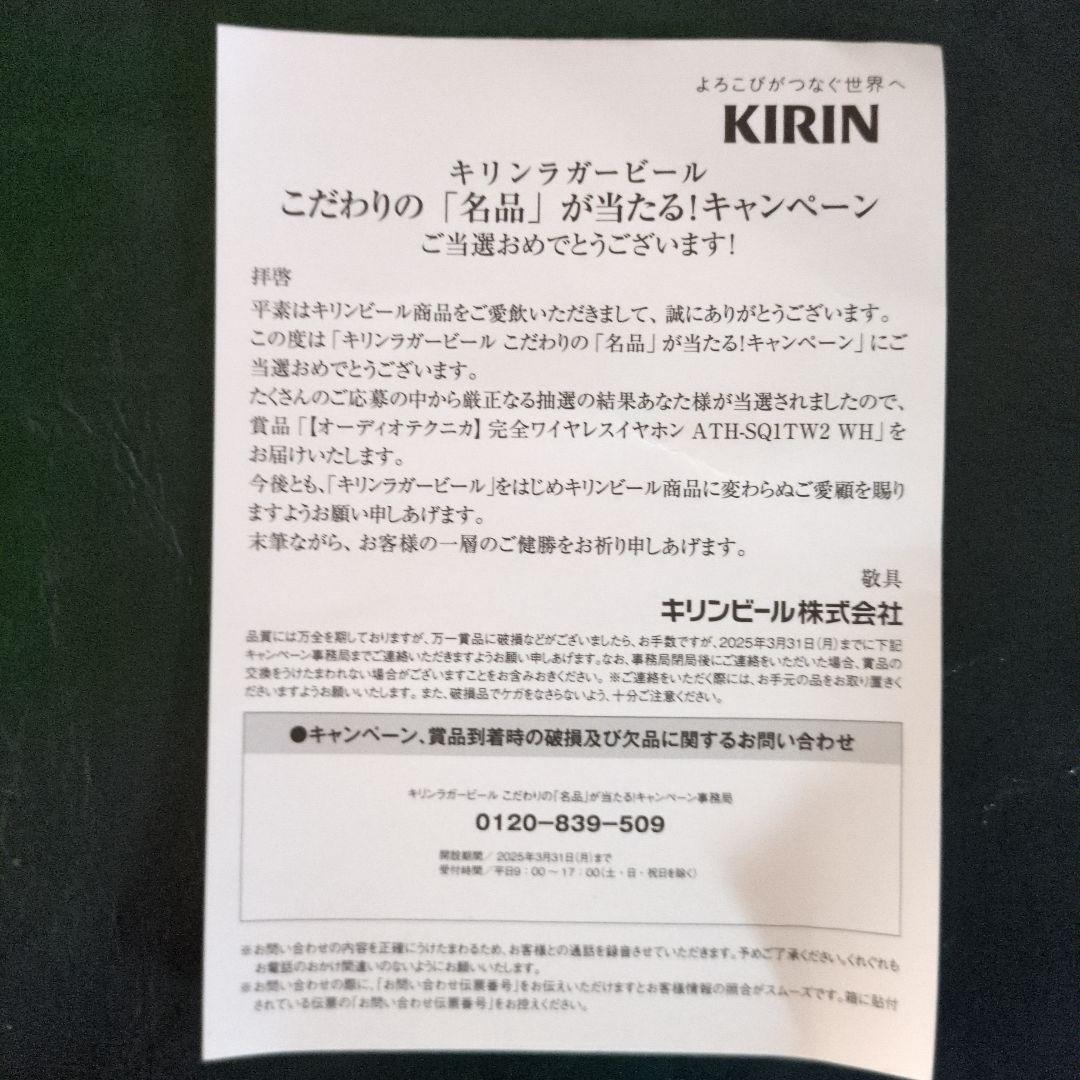 よろこびがつなぐ世界へ
KIRIN
キリンラガービール
こだわりの「名品」が当たる!キャンペーン
ご当選おめでとうございます!
拝啓
平素はキリンビール商品をご愛飲いただきまして、誠にありがとうございます。
この度は「キリンラガービール こだわりの「名品」が当たる!キャンペーン」にご
当選おめでとうございます。
たくさんのご応募の中から厳正なる抽選の結果あなた様が当選されましたので、
賞品「【オーディオテクニカ】完全ワイヤレスイヤホン ATH-SQ1TW2 WH」を
お届けいたします。
今後とも、「キリンラガービール」をはじめキリンビール商品に変わらぬご愛顧を賜り
ますようお願い申しあげます。
末筆ながら、お客様の一層のご健勝をお祈り申しあげます。
敬具
キリンビール株式会社
品質には万全を期しておりますが、万一賞品に破損などがございましたら、お手数ですが、2025年3月31日(月)までに下記
キャンペーン事務局までご連絡いただきますようお願い申しあげます。なお、事務局閉局後にご連絡をいただいた場合、賞品の
交換をうけたまわれない場合がございますことをお含みおきください。※ご連絡をいただく際には、お手元の品をお取り置きく
ださいますようお願いいたします。また、破損品でケガをなさらないよう、十分ご注意ください。
●キャンペーン、賞品到着時の破損及び欠品に関するお問い合わせ
キリンラガービール こだわりの「名品」が当たる!キャンペーン事務局
0120-839-509
開設期間/2025年3月31日(月)まで
受付時間/平日9:00〜17:00(土・日・祝日を除く)
※お問い合わせの内容を正確にうけたまわるため、お客様との通話を録音させていただきます。予めご了承ください。くれぐれも
お電話のおかけ間違いのないようにお願いいたします。
※お問い合わせの際に、「お問い合わせ伝票番号」をお伝えいただけますとお客様情報の照合がスムーズです。箱に貼付
されている伝票の「お問い合わせ伝票番号」をお控えください。